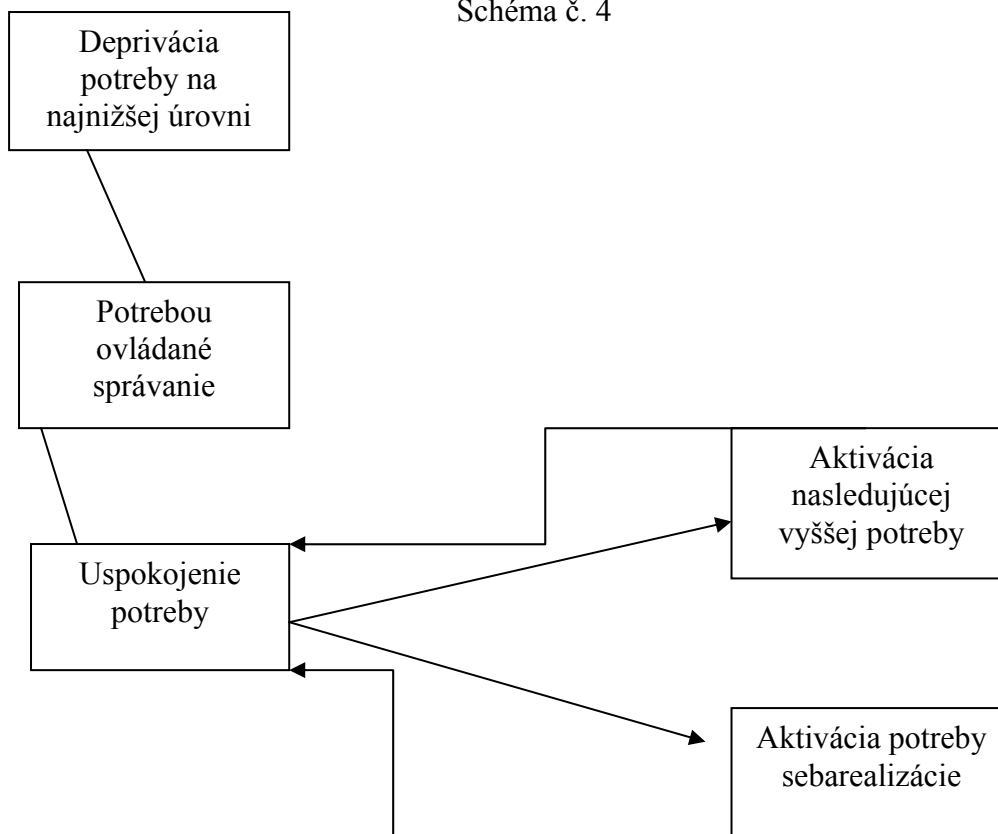 Schéma č. 4
Deprivácia
potreby na
najnižšej úrovni
Potrebou
ovládané
správanie
Aktivácia
nasledujúcej
vyššej potreby
Uspokojenie
potreby
Aktivácia potreby
sebarealizácie